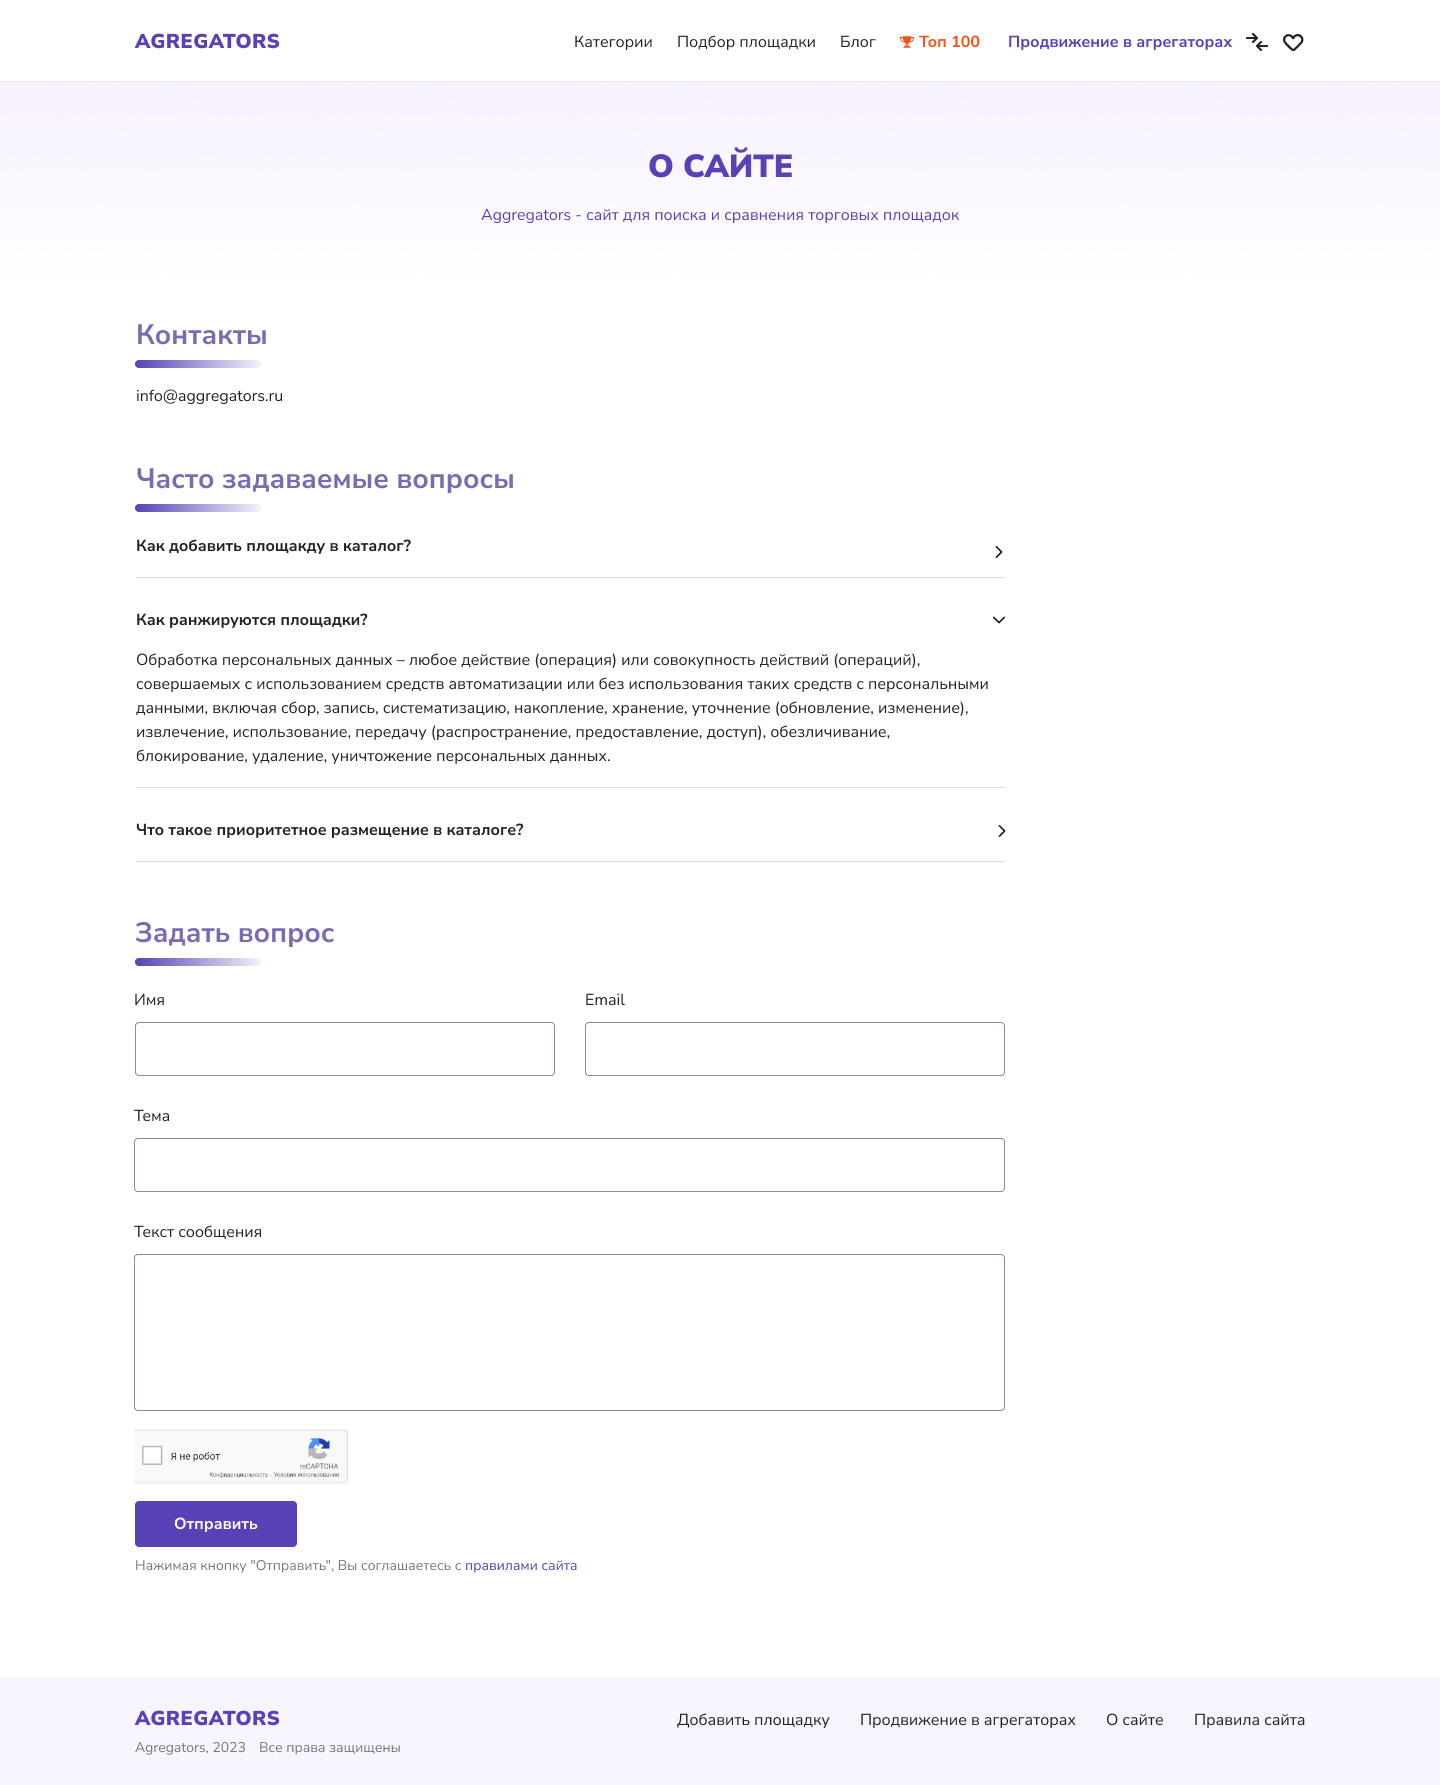 AGREGATORS
Категории Подбор площадки Блог Топ 100 Продвижение в агрегаторах
О САЙТЕ
Aggregators - сайт для поиска и сравнения торговых площадок
Контакты
info@aggregators.ru
Часто задаваемые вопросы
Как добавить площакду в каталог?
Как ранжируются площадки?
Обработка персональных данных – любое действие (операция) или совокупность действий (операций),
совершаемых с использованием средств автоматизации или без использования таких средств с персональными
данными, включая сбор, запись, систематизацию, накопление, хранение, уточнение (обновление, изменение),
извлечение, использование, передачу (распространение, предоставление, доступ), обезличивание,
блокирование, удаление, уничтожение персональных данных.
Что такое приоритетное размещение в каталоге?
Задать вопрос
Имя Email
Тема
Текст сообщения
Я не робот
reCAPTCHA
Конфиденциальность - Условия использования
Отправить
Нажимая кнопку "Отправить", Вы соглашаетесь с правилами сайта
AGREGATORS
Добавить площадку Продвижение в агрегаторах О сайте Правила сайта
Agregators, 2023 Все права защищены